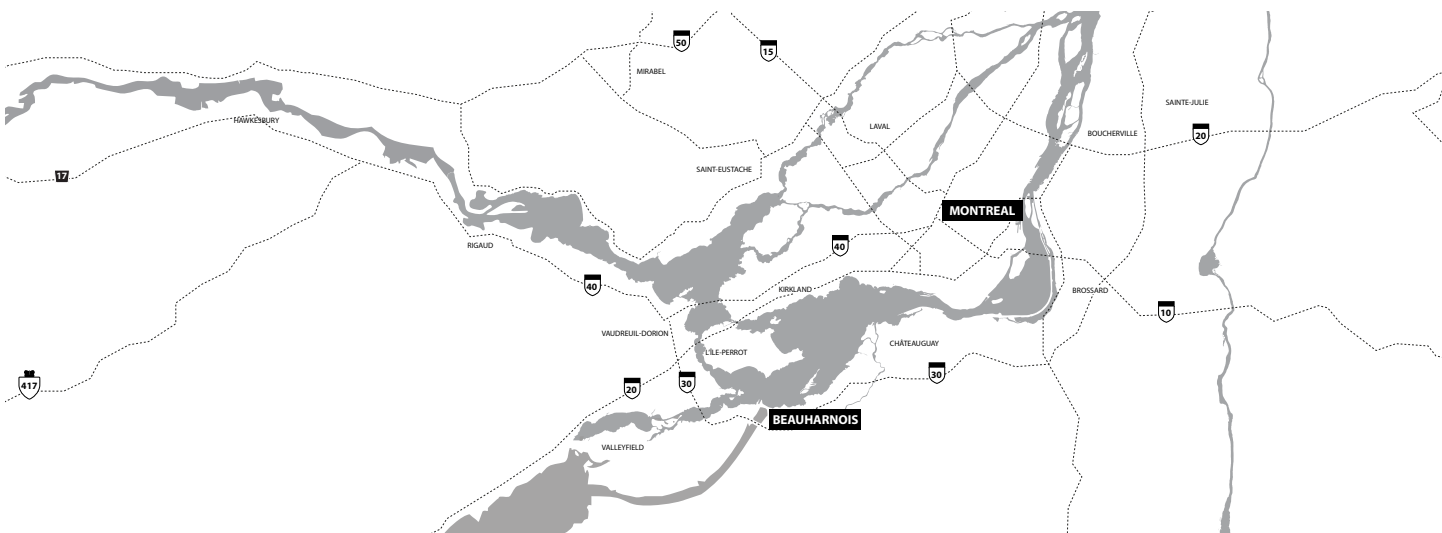 50
15
MIRABEL
SAINTE-JULIE
HAWKESBURY
LAVAL
BOUCHERVILLE
20
SAINT-EUSTACHE
17
MONTREAL
RIGAUD
40
40
KIRKLAND
BROSSARD
10
VAUDREUIL-DORION
CHÂTEAUGUAY
L'ÎLE-PERROT
30
417
20
30
BEAUHARNOIS
VALLEYFIELD